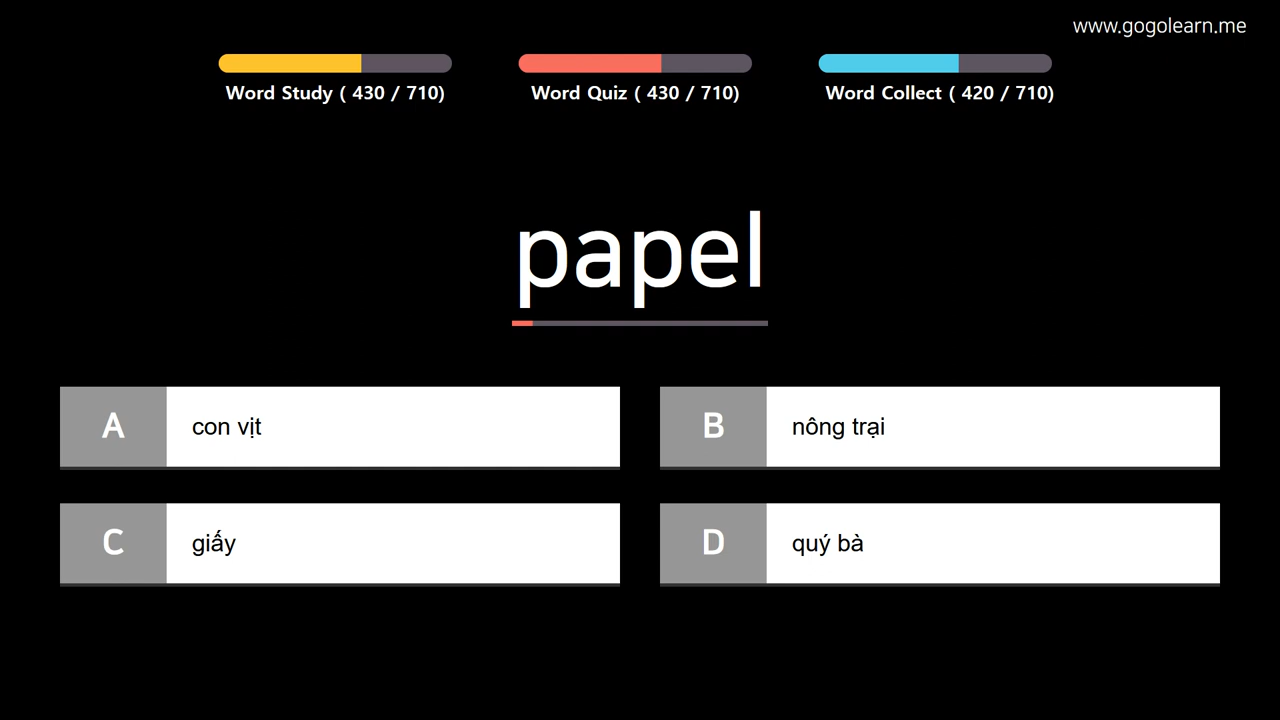 www.gogolearn.me
Word Study ( 430 / 710)
Word Quiz ( 430 / 710)
Word Collect ( 420 / 710)
papel
A con vịt
B nông trại
C giấy
D quý bà